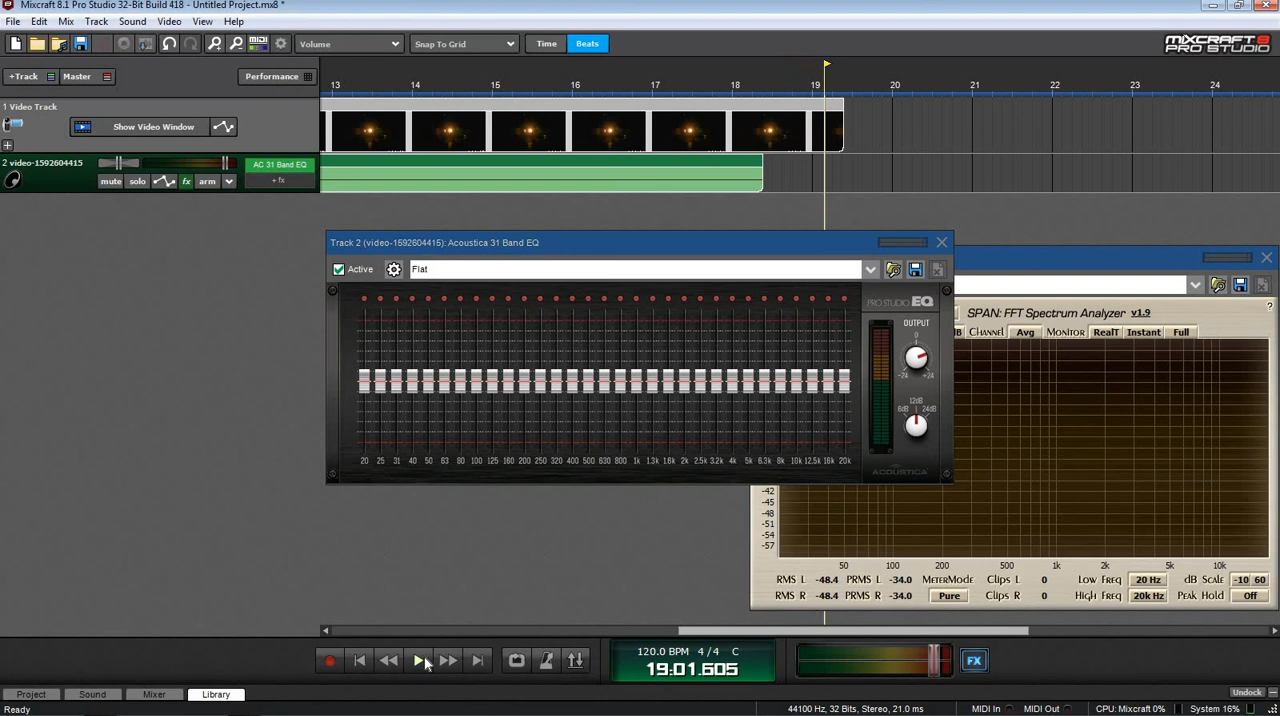 Mixcraft 8.1 Pro Studio 32-Bit Build 418 - Untitled Project.mx8 *
File Edit Mix Track Sound Video View Help
Volume Snap To Grid Time Beats MIXCRAFT 8 PRO STUDIO
+Track Master Performance
13 14 15 16 17 18 19 20 21 22 23 24
1 Video Track
Show Video Window
2 video-1592604415 AC 31 Band EQ
mute solo fx arm + fx
Track 2 (video-1592604415): Acoustica 31 Band EQ
Active Flat
PRO STUDIO EQ
OUTPUT
0
-24 +24
12dB
6dB 24dB
20 25 31 40 50 63 80 100 125 160 200 250 320 400 500 630 800 1k 1.3k 1.6k 2k 2.5k 3.2k 4k 5k 6.3k 8k 10k 12.5k 16k 20k
ACOUSTICA
SPAN: FFT Spectrum Analyzer v1.9 ?
dB Channel Avg Monitor RealT Instant Full
-42
-45
-48
-51
-54
-57
50 100 200 500 1k 2k 5k 10k
RMS L -48.4 PRMS L -34.0 MeterMode Clips L 0 Low Freq 20 Hz dB Scale -10 60
RMS R -48.4 PRMS R -34.0 Pure Clips R 0 High Freq 20k Hz Peak Hold Off
120.0 BPM 4 / 4 C
19:01.605
FX
Project Sound Mixer Library Undock
Ready 44100 Hz, 32 Bits, Stereo, 21.0 ms MIDI In MIDI Out CPU: Mixcraft 0% System 16%